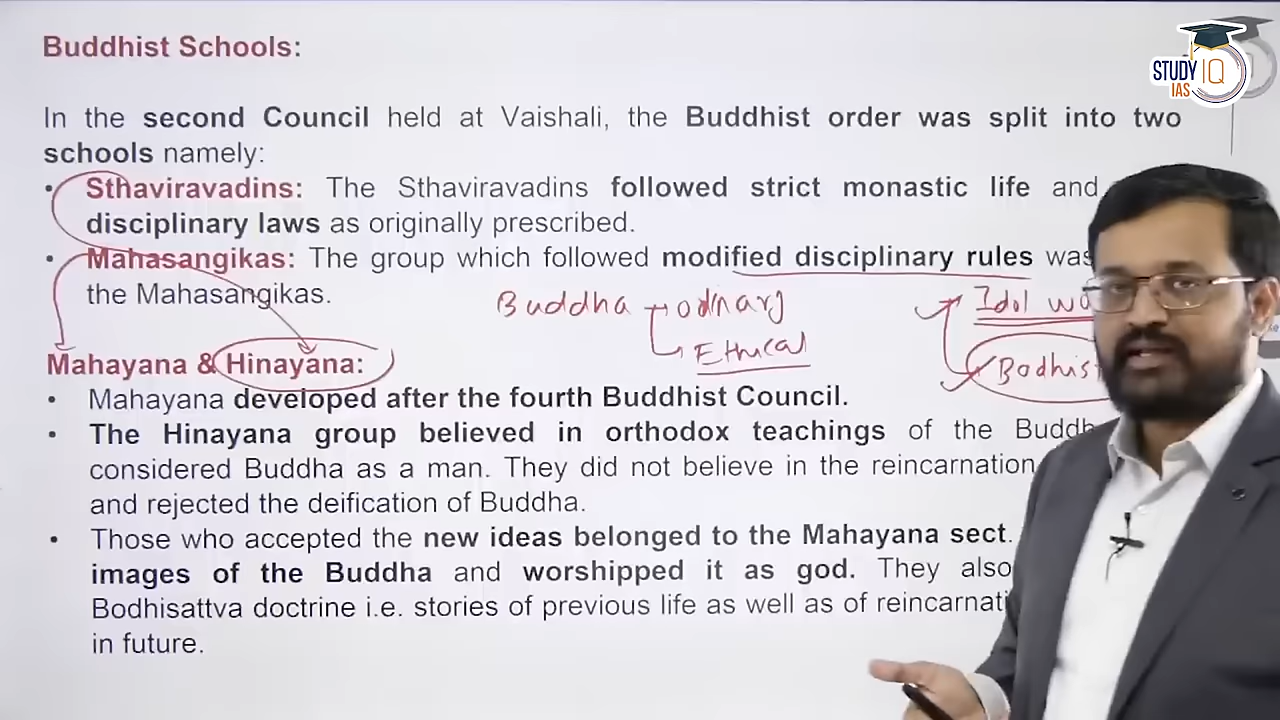 Buddhist Schools:
STUDY IQ
IAS
In the second Council held at Vaishali, the Buddhist order was split into two
schools namely:
• Sthaviravadins: The Sthaviravadins followed strict monastic life and
disciplinary laws as originally prescribed.
• Mahasangikas: The group which followed modified disciplinary rules was
the Mahasangikas.
Buddha
odinary
Ethical
Idol
Mahayana & Hinayana:
• Mahayana developed after the fourth Buddhist Council.
• The Hinayana group believed in orthodox teachings of the Buddh
considered Buddha as a man. They did not believe in the reincarnation
and rejected the deification of Buddha.
• Those who accepted the new ideas belonged to the Mahayana sect.
images of the Buddha and worshipped it as god. They also
Bodhisattva doctrine i.e. stories of previous life as well as of reincarnati
in future.